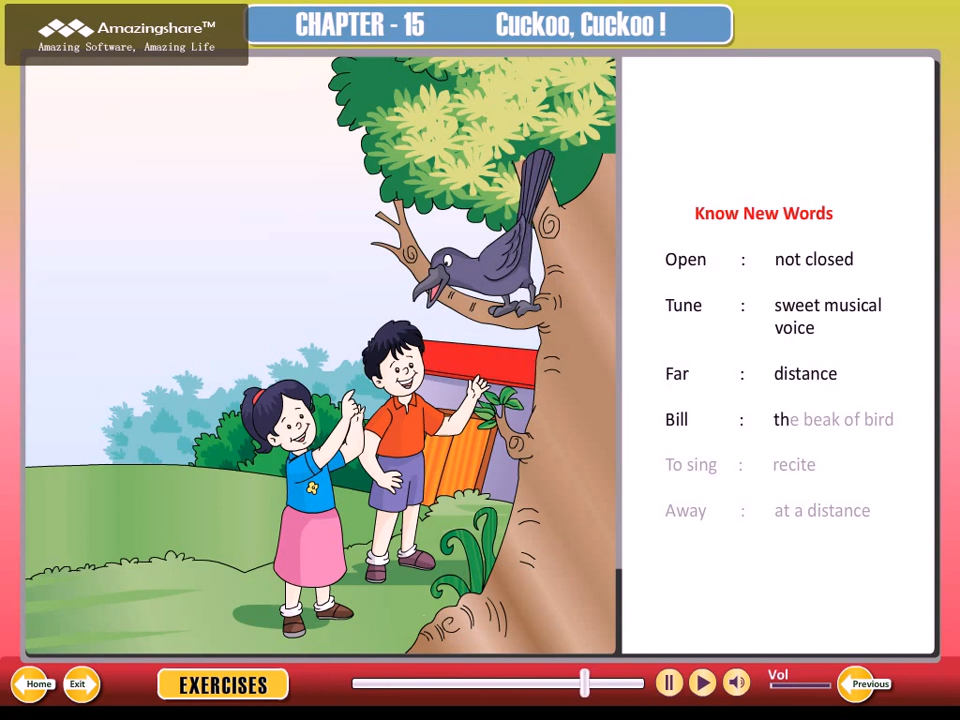 Amazingshare™
Amazing Software, Amazing Life
CHAPTER - 15 Cuckoo, Cuckoo !
Know New Words
Open : not closed
Tune : sweet musical
voice
Far : distance
Bill : the beak of bird
To sing : recite
Away : at a distance
Home
Exit
EXERCISES
Vol
Previous